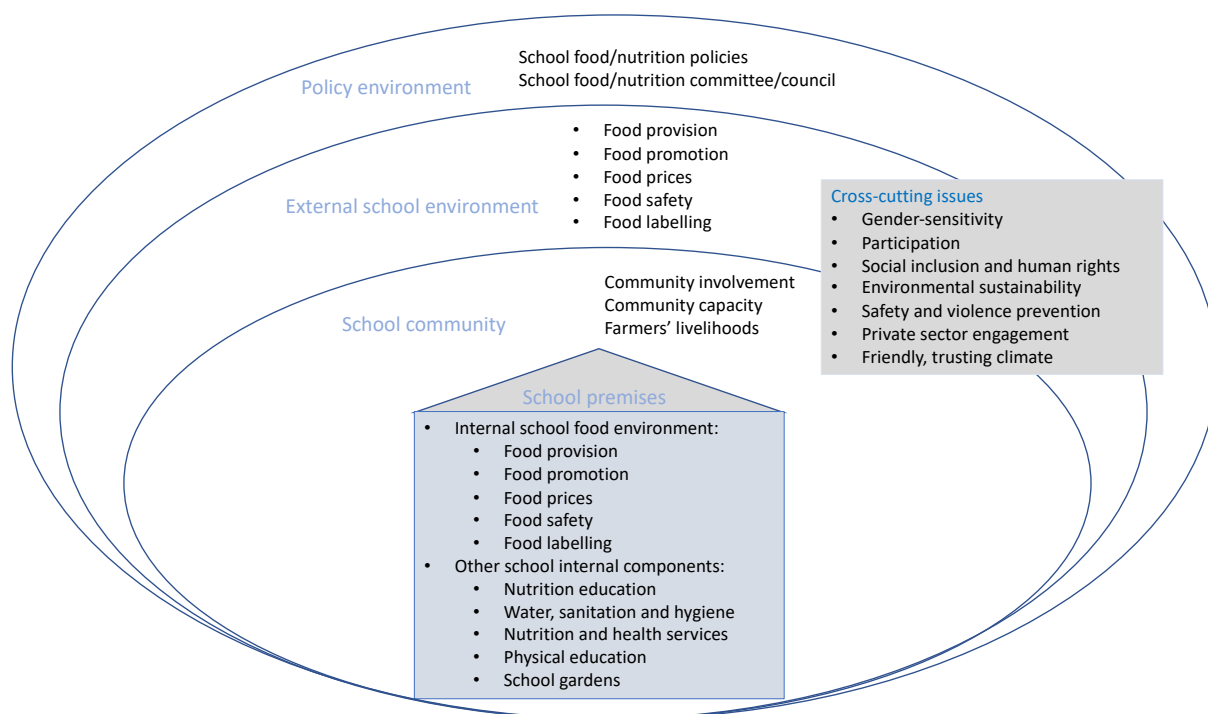 School food/nutrition policies
School food/nutrition committee/council
Policy environment
• Food provision
• Food promotion
• Food prices
• Food safety
• Food labelling
External school environment
Cross-cutting issues
• Gender-sensitivity
• Participation
• Social inclusion and human rights
• Environmental sustainability
• Safety and violence prevention
• Private sector engagement
• Friendly, trusting climate
Community involvement
Community capacity
Farmers’ livelihoods
School community
School premises
• Internal school food environment:
• Food provision
• Food promotion
• Food prices
• Food safety
• Food labelling
• Other school internal components:
• Nutrition education
• Water, sanitation and hygiene
• Nutrition and health services
• Physical education
• School gardens